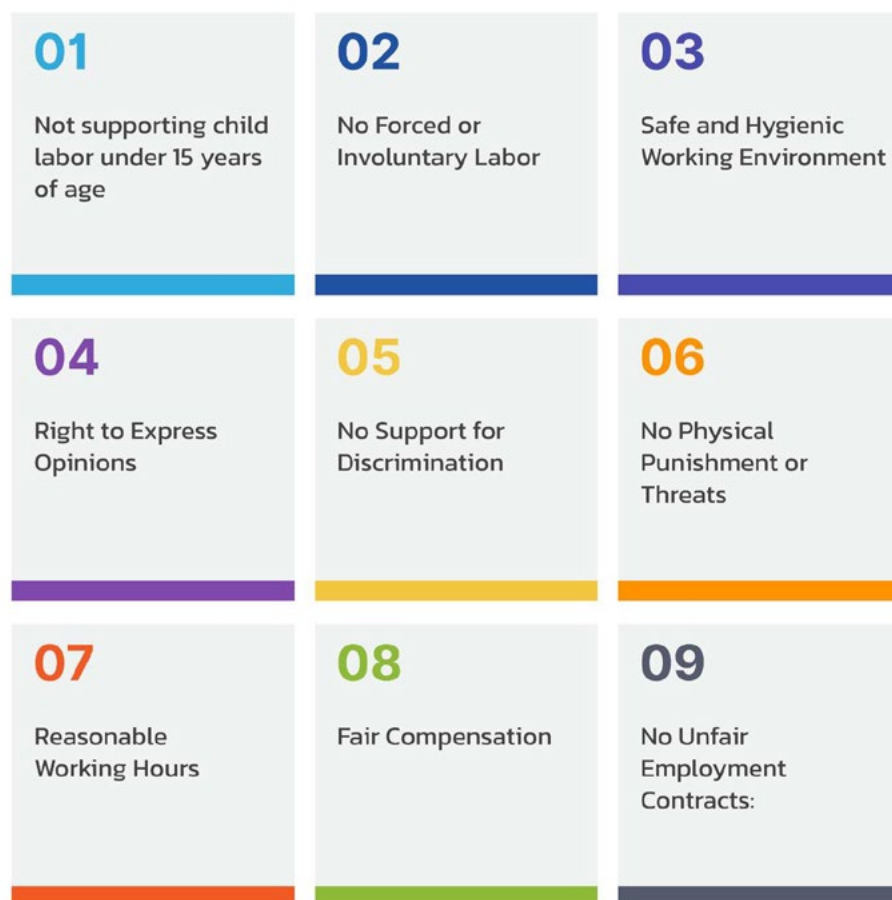 01
Not supporting child
labor under 15 years
of age
02
No Forced or
Involuntary Labor
03
Safe and Hygienic
Working Environment
04
Right to Express
Opinions
05
No Support for
Discrimination
06
No Physical
Punishment or
Threats
07
Reasonable
Working Hours
08
Fair Compensation
09
No Unfair
Employment
Contracts: